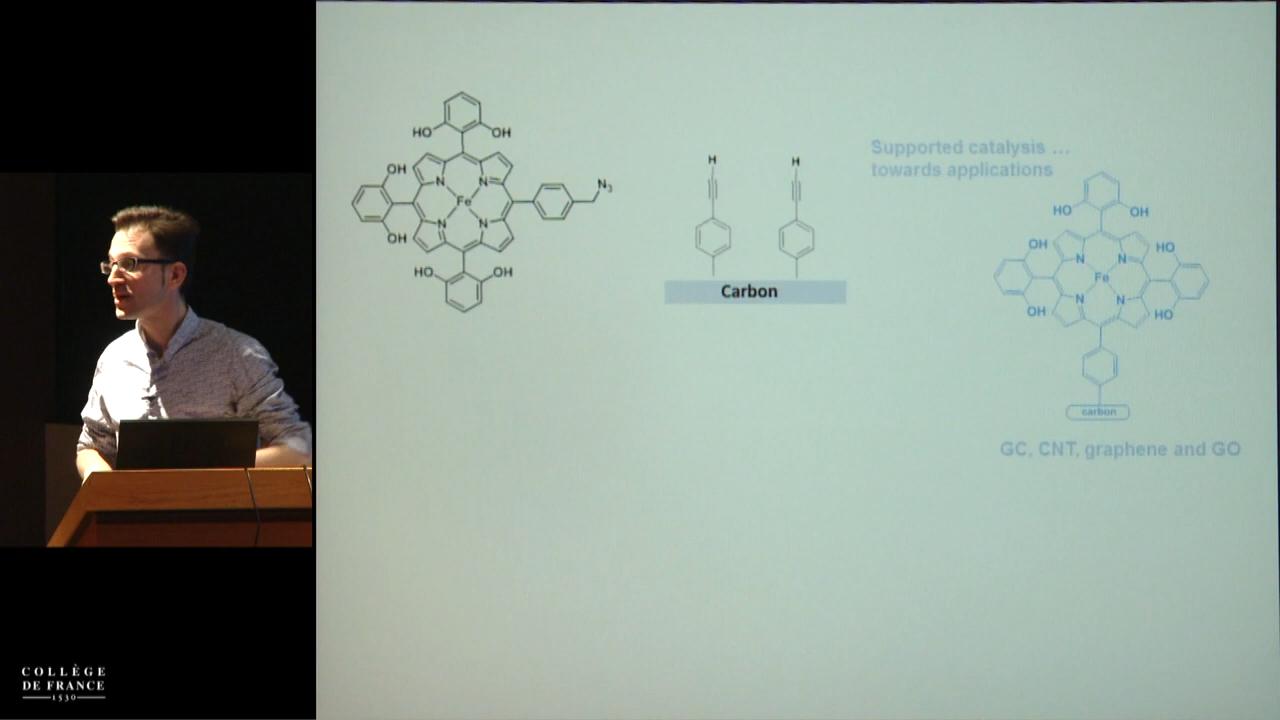 HO
OH
OH
N
N
Fe
N
N
OH
HO
OH
N₃
H
H
Carbon
Supported catalysis ...
towards applications
HO
OH
OH
HO
N
N
Fe
N
N
OH
HO
carbon
GC, CNT, graphene and GO
COLLÈGE
DE FRANCE
1530